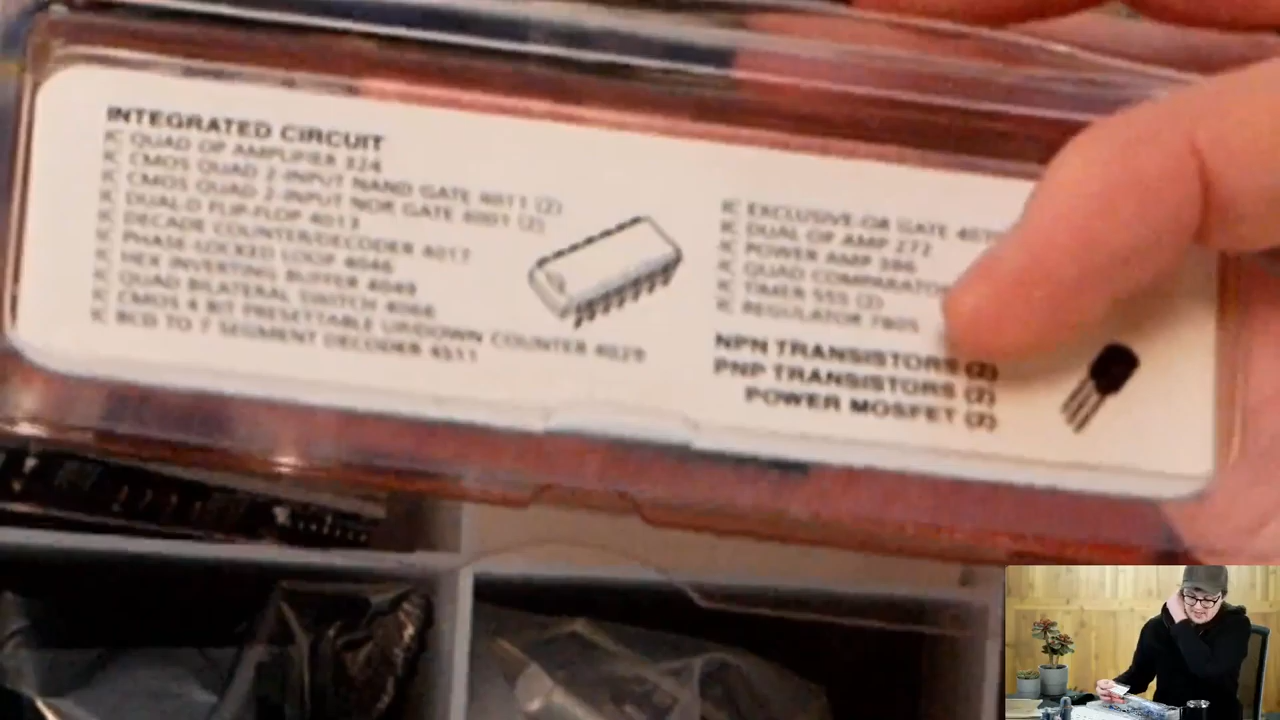 INTEGRATED CIRCUIT
IC QUAD OP AMPLIFIER 324
IC CMOS QUAD 2-INPUT NAND GATE 4011 (2)
IC CMOS QUAD 2-INPUT NOR GATE 4001 (2)
IC DUAL D FLIP-FLOP 4013
IC DECADE COUNTER/DECODER 4017
IC PHASE-LOCKED LOOP 4046
IC HEX INVERTING BUFFER 4049
IC QUAD BILATERAL SWITCH 4066
IC CMOS 4 BIT PRESETTABLE UP/DOWN COUNTER 4029
IC BCD TO 7 SEGMENT DECODER 4511
IC EXCLUSIVE-OR GATE
IC DUAL OP AMP 272
IC POWER AMP 386
IC QUAD COMPARATOR
IC TIMER 555 (2)
IC REGULATOR 7805
NPN TRANSISTORS (2)
PNP TRANSISTORS (2)
POWER MOSFET (2)